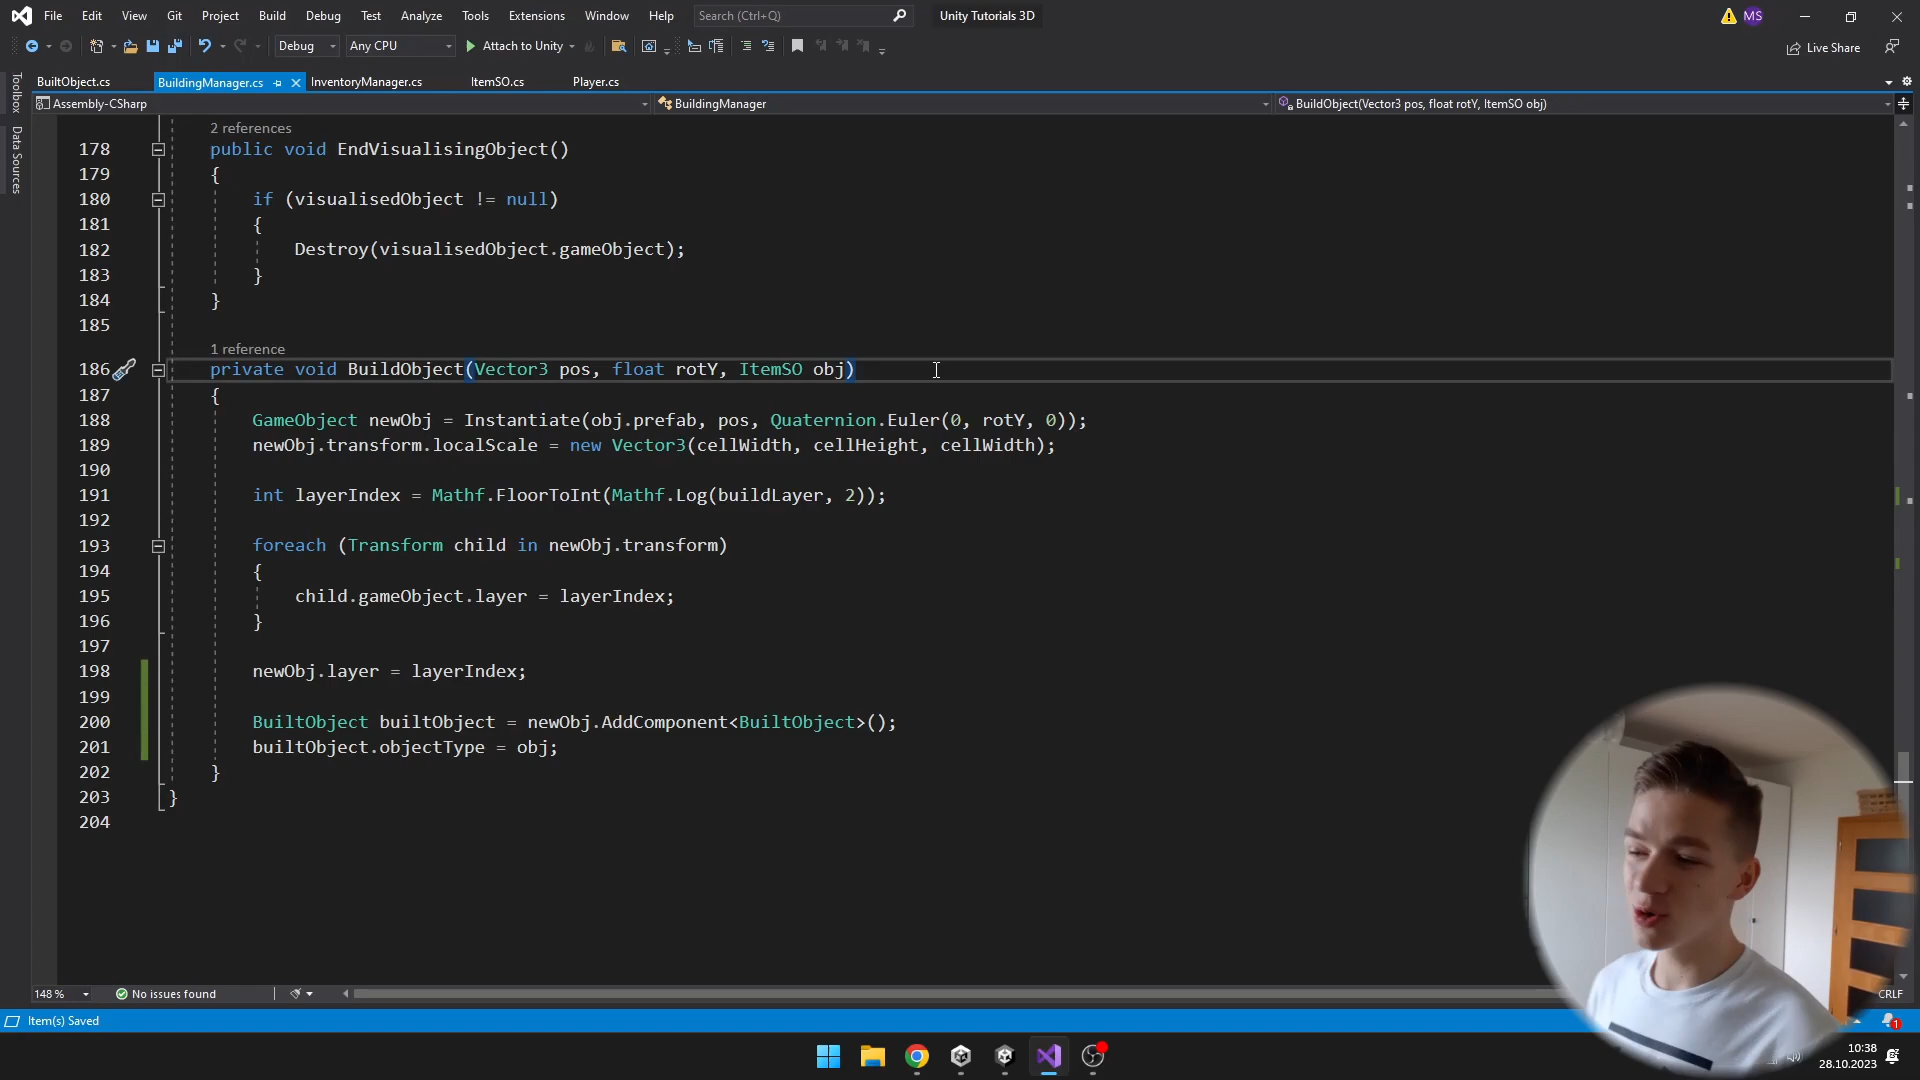 File Edit View Git Project Build Debug Test Analyze Tools Extensions Window Help Search (Ctrl+Q) Unity Tutorials 3D MS
Debug Any CPU Attach to Unity Live Share
BuiltObject.cs BuildingManager.cs InventoryManager.cs ItemSO.cs Player.cs
Toolbox
Data Sources
Assembly-CSharp BuildingManager BuildObject(Vector3 pos, float rotY, ItemSO obj)
2 references
178 public void EndVisualisingObject()
179 {
180 if (visualisedObject != null)
181 {
182 Destroy(visualisedObject.gameObject);
183 }
184 }
185
1 reference
186 private void BuildObject(Vector3 pos, float rotY, ItemSO obj)
187 {
188 GameObject newObj = Instantiate(obj.prefab, pos, Quaternion.Euler(0, rotY, 0));
189 newObj.transform.localScale = new Vector3(cellWidth, cellHeight, cellWidth);
190
191 int layerIndex = Mathf.FloorToInt(Mathf.Log(buildLayer, 2));
192
193 foreach (Transform child in newObj.transform)
194 {
195 child.gameObject.layer = layerIndex;
196 }
197
198 newObj.layer = layerIndex;
199
200 BuiltObject builtObject = newObj.AddComponent<BuiltObject>();
201 builtObject.objectType = obj;
202 }
203 }
204
148 % No issues found CRLF
Item(s) Saved 1
10:38
28.10.2023